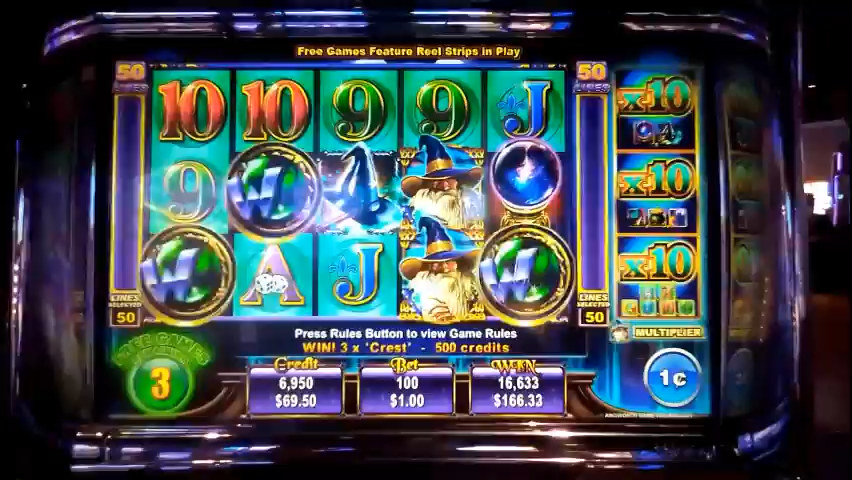 Free Games Feature Reel Strips in Play
50 50
LINES LINES
10 10 9 9 J x10
9 W x10
W A J W x10
LINES SELECTED LINES SELECTED
50 50
Press Rules Button to view Game Rules
WIN! 3 x 'Crest' - 500 credits
MULTIPLIER
FREE GAMES
3
Credit Bet WIN
6,950 100 16,633
$69.50 $1.00 $166.33
1¢